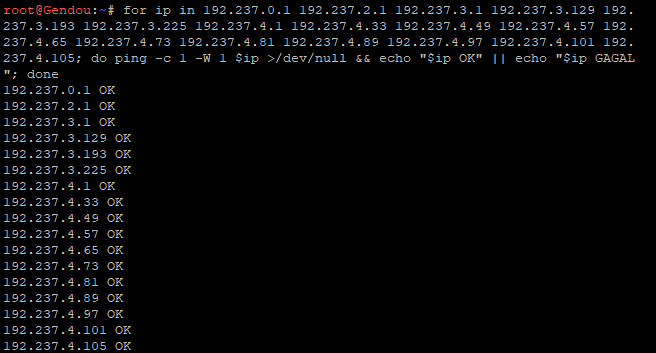 root@Gendou:~# for ip in 192.237.0.1 192.237.2.1 192.237.3.1 192.237.3.129 192.
237.3.193 192.237.3.225 192.237.4.1 192.237.4.33 192.237.4.49 192.237.4.57 192.
237.4.65 192.237.4.73 192.237.4.81 192.237.4.89 192.237.4.97 192.237.4.101 192.
237.4.105; do ping -c 1 -W 1 $ip >/dev/null && echo "$ip OK" || echo "$ip GAGAL
"; done
192.237.0.1 OK
192.237.2.1 OK
192.237.3.1 OK
192.237.3.129 OK
192.237.3.193 OK
192.237.3.225 OK
192.237.4.1 OK
192.237.4.33 OK
192.237.4.49 OK
192.237.4.57 OK
192.237.4.65 OK
192.237.4.73 OK
192.237.4.81 OK
192.237.4.89 OK
192.237.4.97 OK
192.237.4.101 OK
192.237.4.105 OK